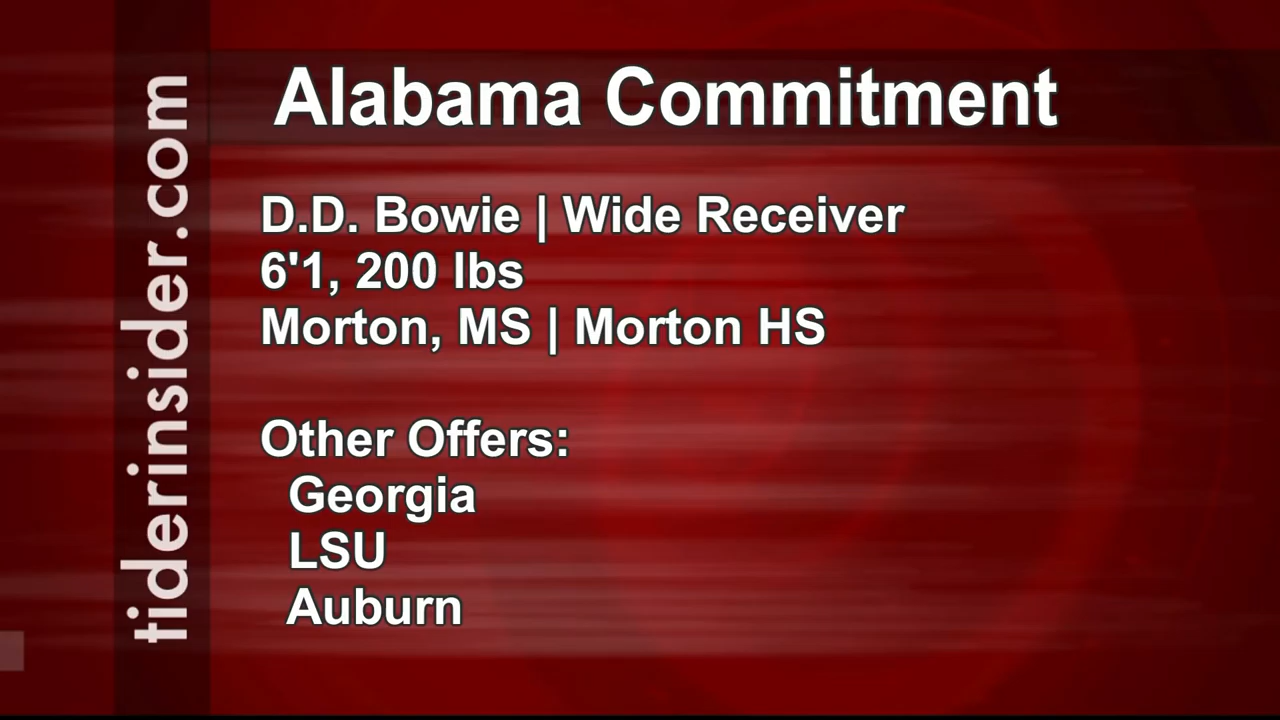 Alabama Commitment
tiderinsider.com
D.D. Bowie | Wide Receiver
6'1, 200 lbs
Morton, MS | Morton HS
Other Offers:
Georgia
LSU
Auburn